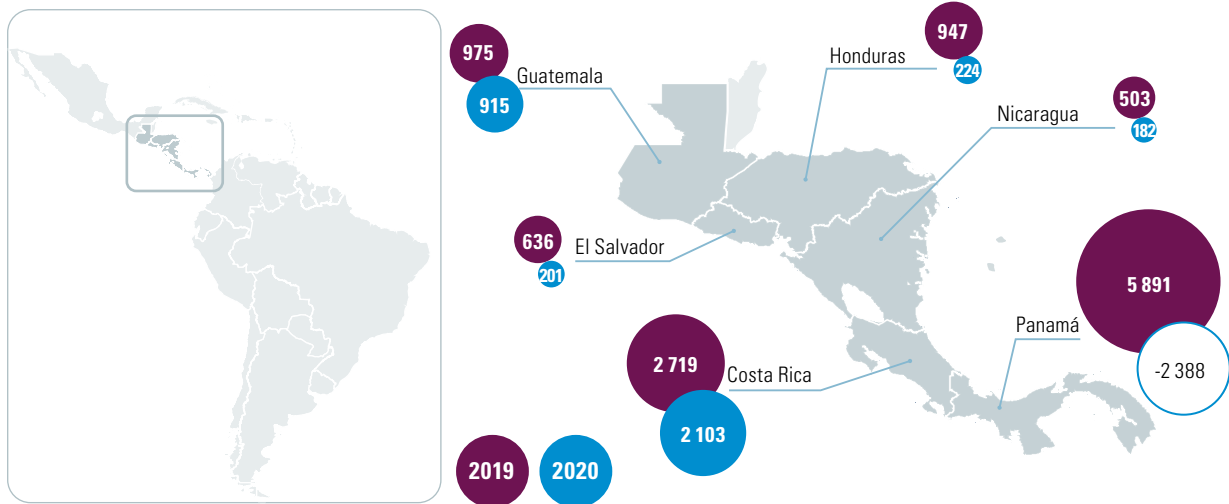 975
Guatemala
915
947
Honduras
224
503
Nicaragua
182
636
El Salvador
201
5 891
Panamá
-2 388
2 719
Costa Rica
2 103
2019
2020